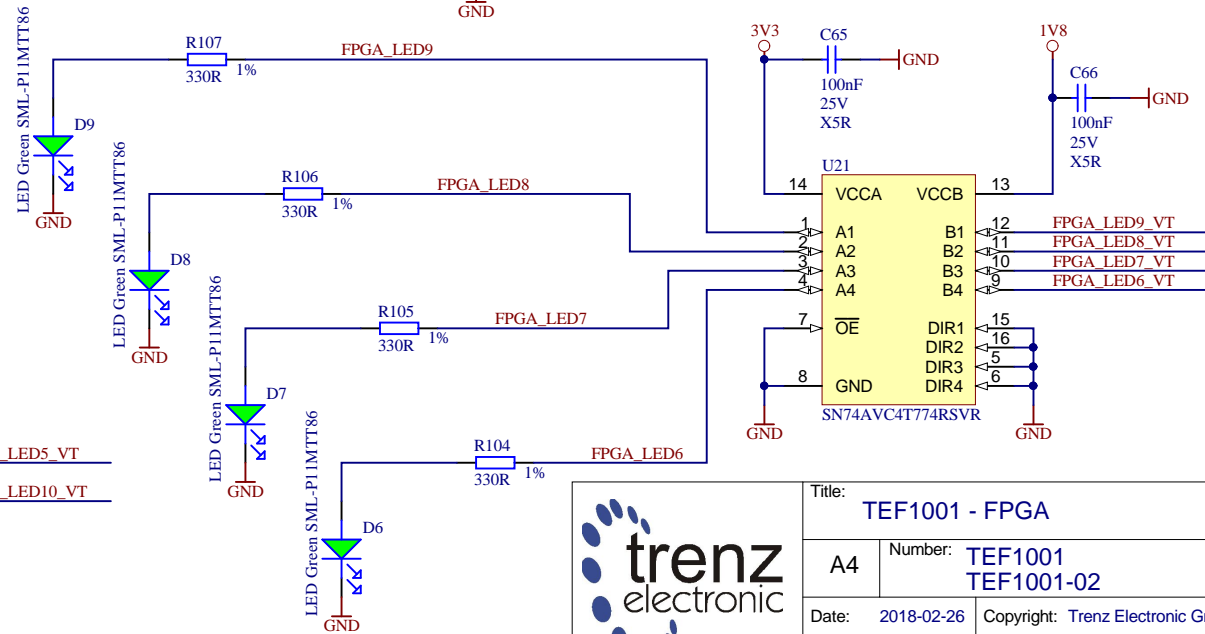 GND
LED Green SML-P11MTT86
R107
330R
1%
FPGA_LED9
D9
GND
LED Green SML-P11MTT86
R106
330R
1%
FPGA_LED8
D8
GND
LED Green SML-P11MTT86
R105
330R
1%
FPGA_LED7
D7
GND
LED Green SML-P11MTT86
R104
330R
1%
FPGA_LED6
D6
GND
_LED5_VT
_LED10_VT
3V3
C65
GND
100nF
25V
X5R
1V8
C66
GND
100nF
25V
X5R
U21
14 VCCA VCCB 13
1 A1 B1 12 FPGA_LED9_VT
2 A2 B2 11 FPGA_LED8_VT
3 A3 B3 10 FPGA_LED7_VT
4 A4 B4 9 FPGA_LED6_VT
7 OE DIR1 15
DIR2 16
DIR3 5
8 GND DIR4 6
SN74AVC4T774RSVR
GND
GND
trenz
electronic
Title:
TEF1001 - FPGA
A4
Number: TEF1001
TEF1001-02
Date: 2018-02-26
Copyright: Trenz Electronic G